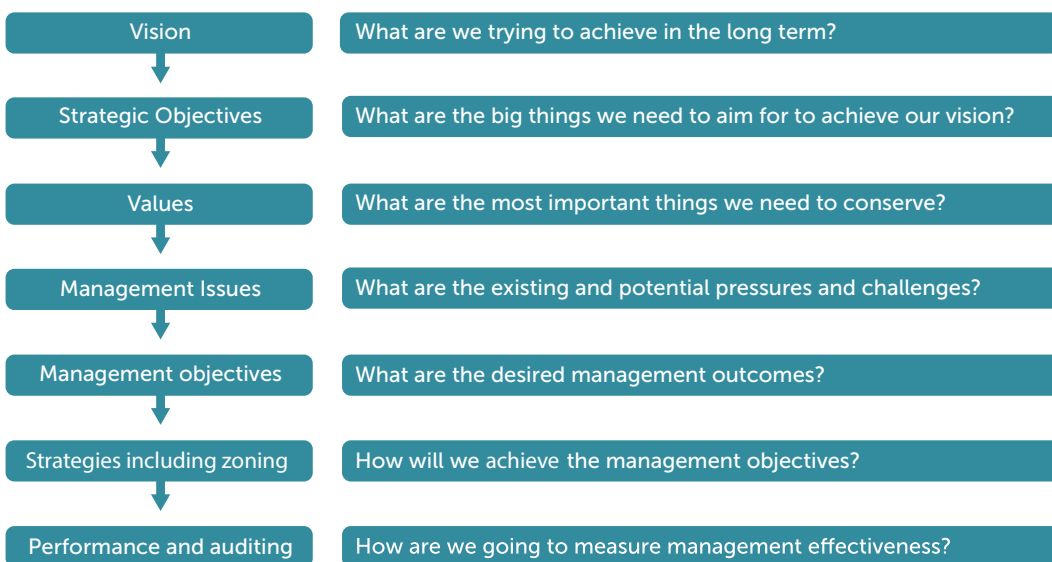 Vision
What are we trying to achieve in the long term?
Strategic Objectives
What are the big things we need to aim for to achieve our vision?
Values
What are the most important things we need to conserve?
Management Issues
What are the existing and potential pressures and challenges?
Management objectives
What are the desired management outcomes?
Strategies including zoning
How will we achieve the management objectives?
Performance and auditing
How are we going to measure management effectiveness?